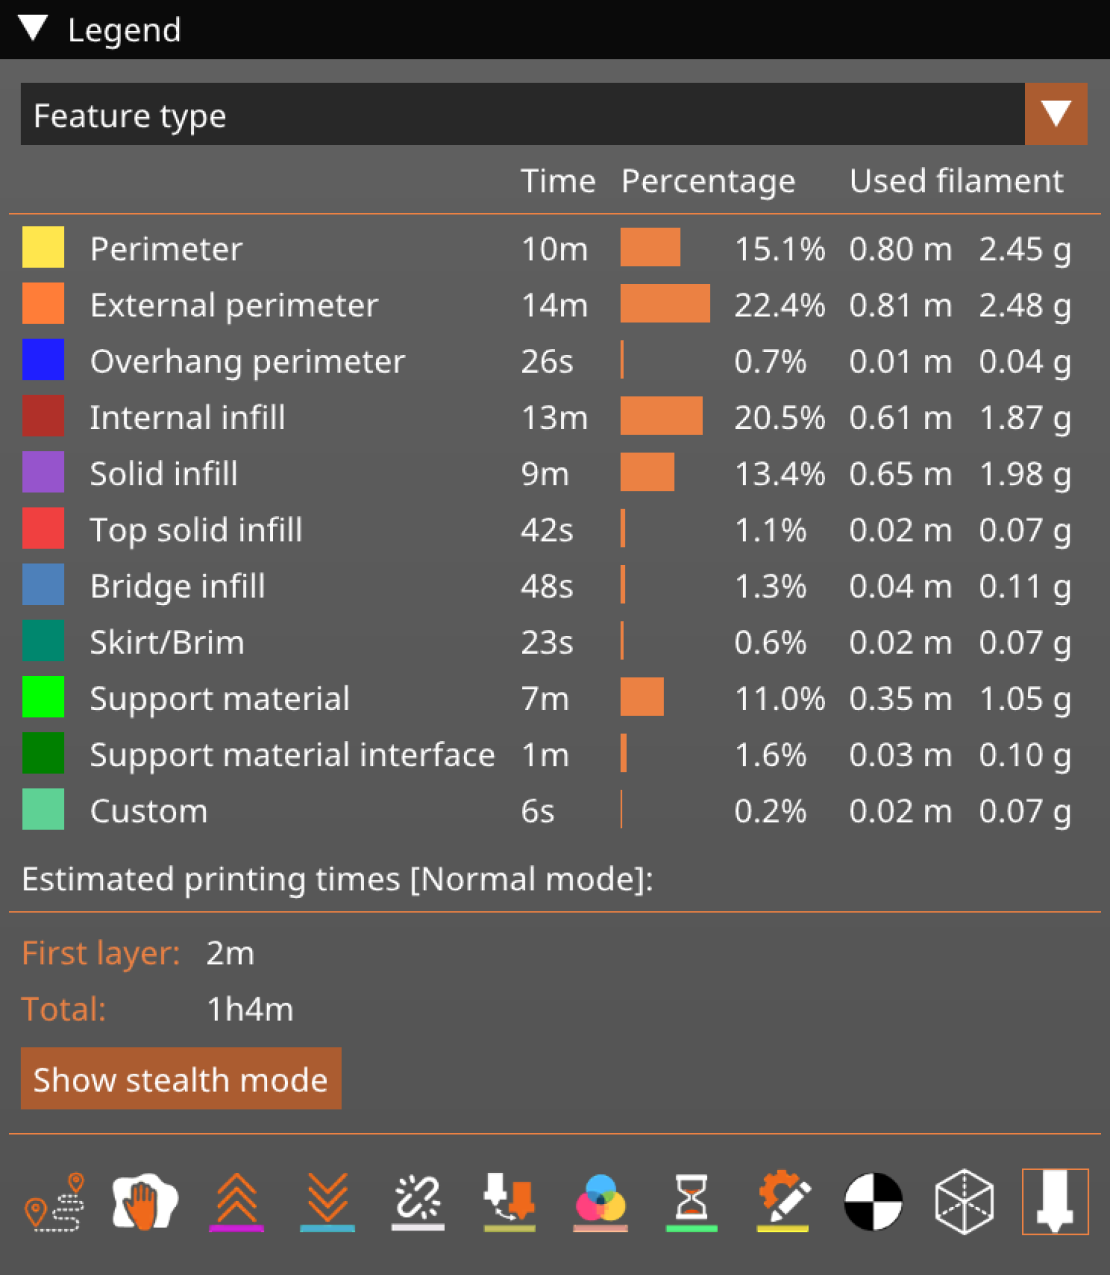 Legend
Feature type
Time Percentage Used filament
Perimeter 10m 15.1% 0.80 m 2.45 g
External perimeter 14m 22.4% 0.81 m 2.48 g
Overhang perimeter 26s 0.7% 0.01 m 0.04 g
Internal infill 13m 20.5% 0.61 m 1.87 g
Solid infill 9m 13.4% 0.65 m 1.98 g
Top solid infill 42s 1.1% 0.02 m 0.07 g
Bridge infill 48s 1.3% 0.04 m 0.11 g
Skirt/Brim 23s 0.6% 0.02 m 0.07 g
Support material 7m 11.0% 0.35 m 1.05 g
Support material interface 1m 1.6% 0.03 m 0.10 g
Custom 6s 0.2% 0.02 m 0.07 g
Estimated printing times [Normal mode]:
First layer: 2m
Total: 1h4m
Show stealth mode